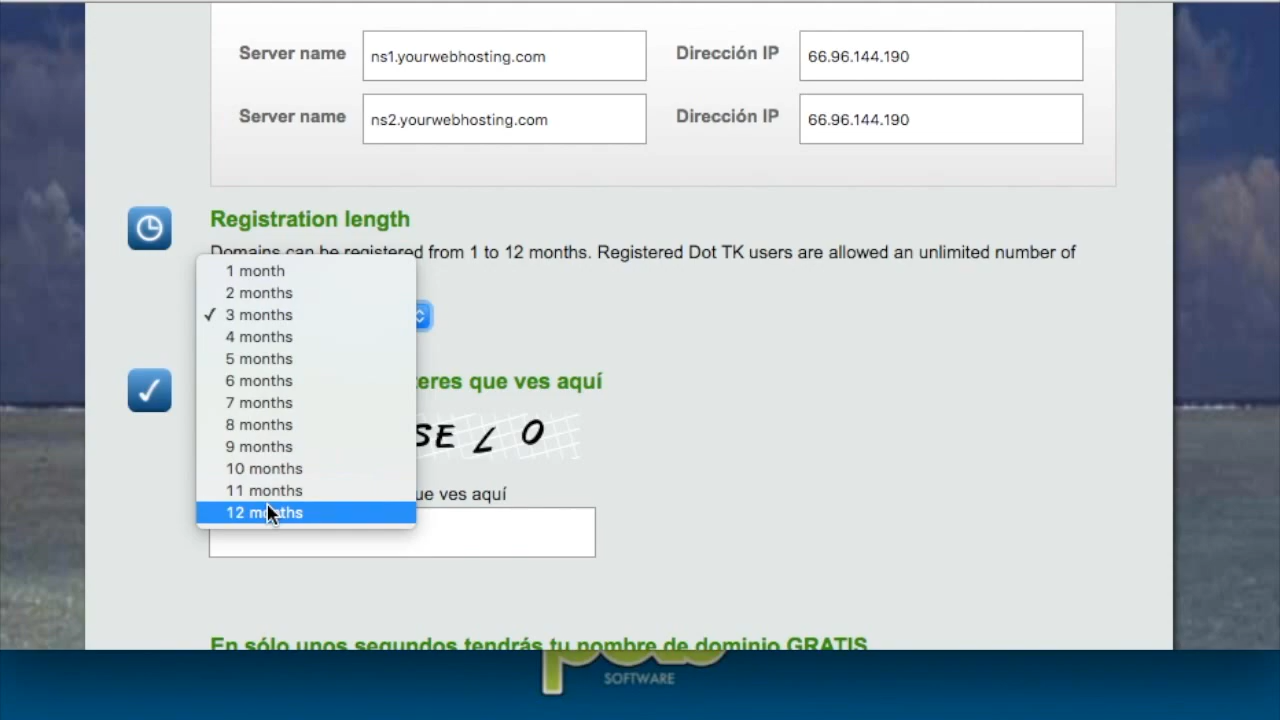 Server name ns1.yourwebhosting.com Dirección IP 66.96.144.190
Server name ns2.yourwebhosting.com Dirección IP 66.96.144.190
Registration length
Domains can be registered from 1 to 12 months. Registered Dot TK users are allowed an unlimited number of
1 month
2 months
✓ 3 months
4 months
5 months
6 months
7 months
8 months
9 months
10 months
11 months
12 months
teres que ves aquí
SE L O
ue ves aquí
En sólo unos segundos tendrás tu nombre de dominio GRATIS
SOFTWARE